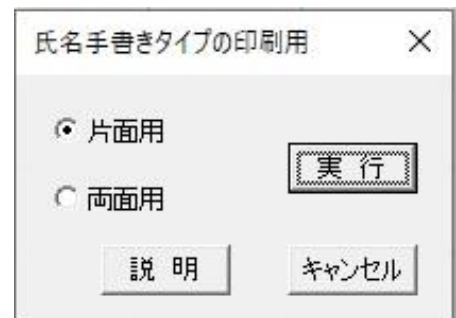 氏名手書きタイプの印刷用
片面用
実 行
両面用
説 明
キャンセル